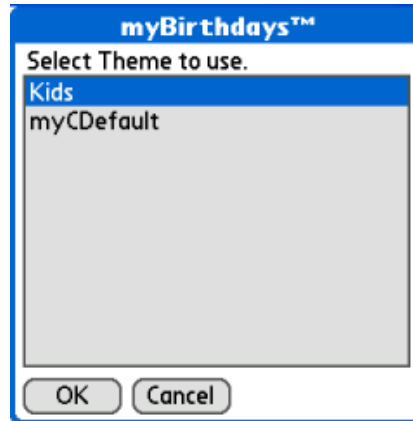 myBirthdays™
Select Theme to use.
Kids
myCDefault
OK Cancel